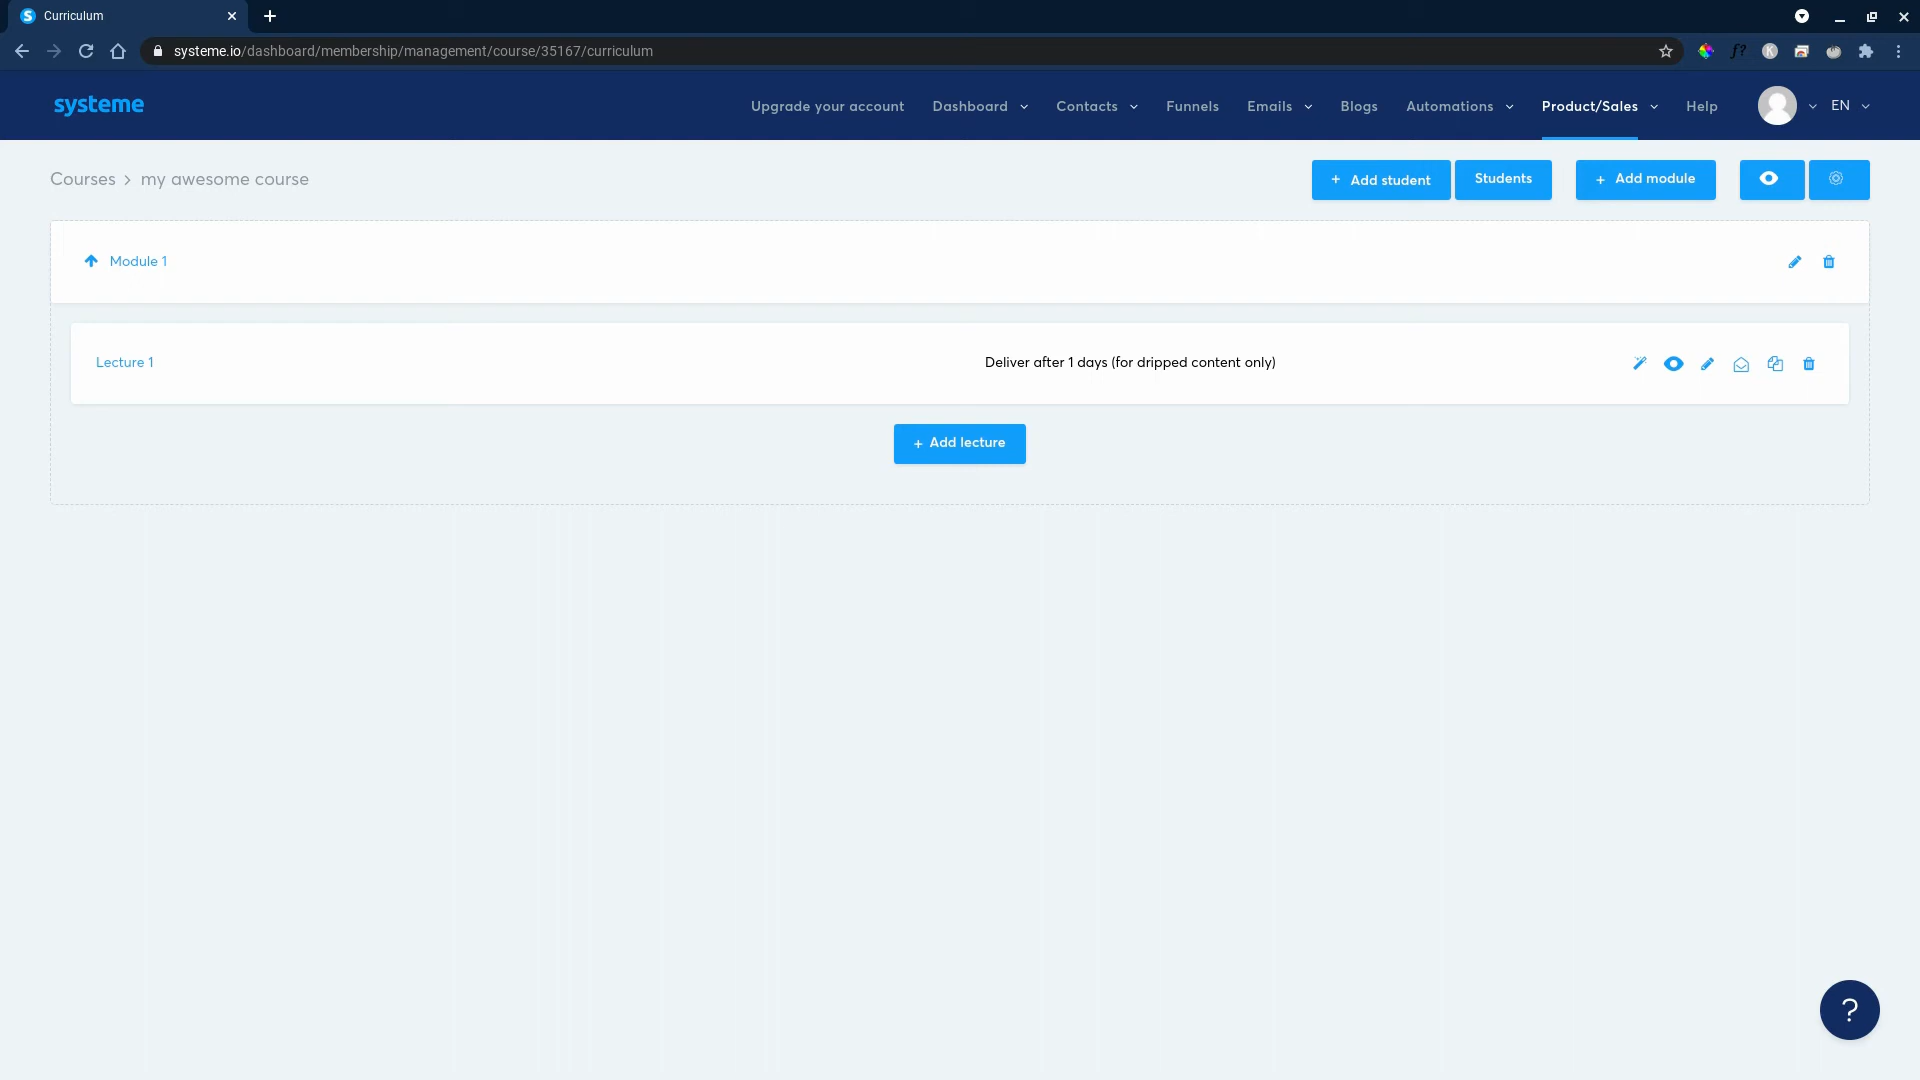 Curriculum
systeme.io/dashboard/membership/management/course/35167/curriculum
systeme
Upgrade your account Dashboard Contacts Funnels Emails Blogs Automations Product/Sales Help EN
Courses > my awesome course
+ Add student Students + Add module
Module 1
Lecture 1 Deliver after 1 days (for dripped content only)
+ Add lecture
?